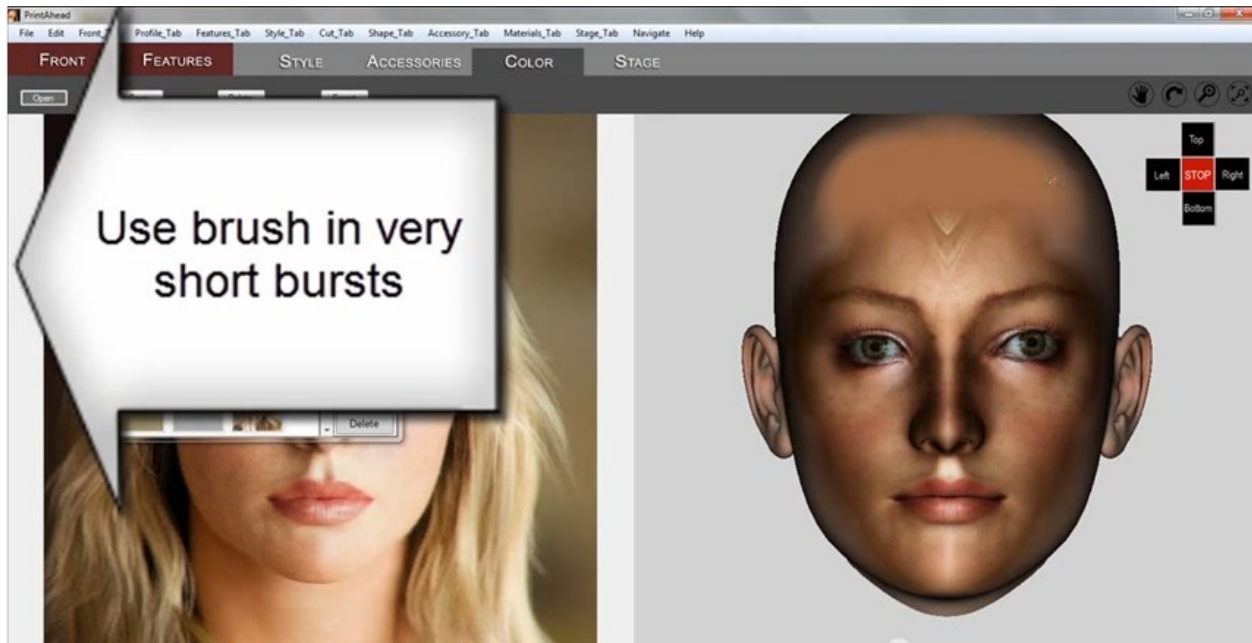 PrintAhead
File Edit Front_ Profile_Tab Features_Tab Style_Tab Cut_Tab Shape_Tab Accessory_Tab Materials_Tab Stage_Tab Navigate Help
FRONT FEATURES STYLE ACCESSORIES COLOR STAGE
Open
Top
Left STOP Right
Bottom
Use brush in very
short bursts
Delete